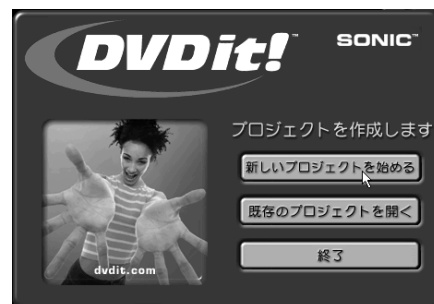 DVDit!™
SONIC™
プロジェクトを作成します
新しいプロジェクトを始める
既存のプロジェクトを開く
終了
dvdit.com